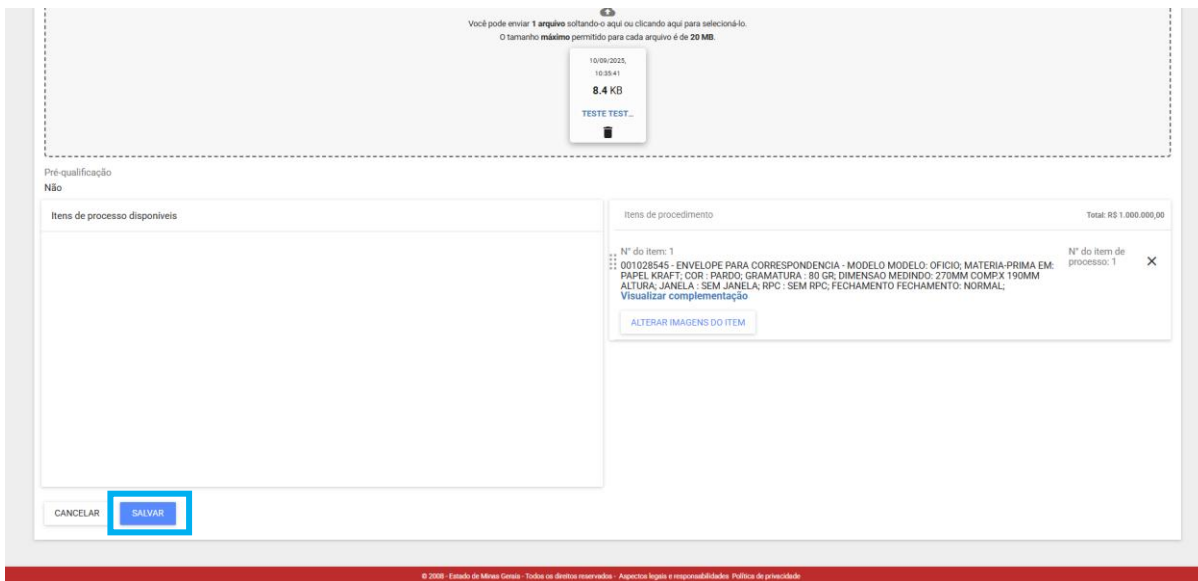 Você pode enviar 1 arquivo soltando-o aqui ou clicando aqui para selecioná-lo.
O tamanho máximo permitido para cada arquivo é de 20 MB.
10/09/2025,
10:35:41
8.4 KB
TESTE TEST...
Pré-qualificação
Não
Itens de processo disponíveis
Itens de procedimento
Total: R$ 1.000.000,00
N° do item: 1
001028545 - ENVELOPE PARA CORRESPONDENCIA - MODELO MODELO: OFICIO; MATERIA-PRIMA EM:
PAPEL KRAFT; COR : PARDO; GRAMATURA : 80 GR; DIMENSAO MEDINDO: 270MM COMP.X 190MM
ALTURA; JANELA : SEM JANELA; RPC : SEM RPC; FECHAMENTO FECHAMENTO: NORMAL;
Visualizar complementação
N° do item de
processo: 1
ALTERAR IMAGENS DO ITEM
CANCELAR
SALVAR
© 2008 - Estado de Minas Gerais - Todos os direitos reservados - Aspectos legais e responsabilidades Política de privacidade